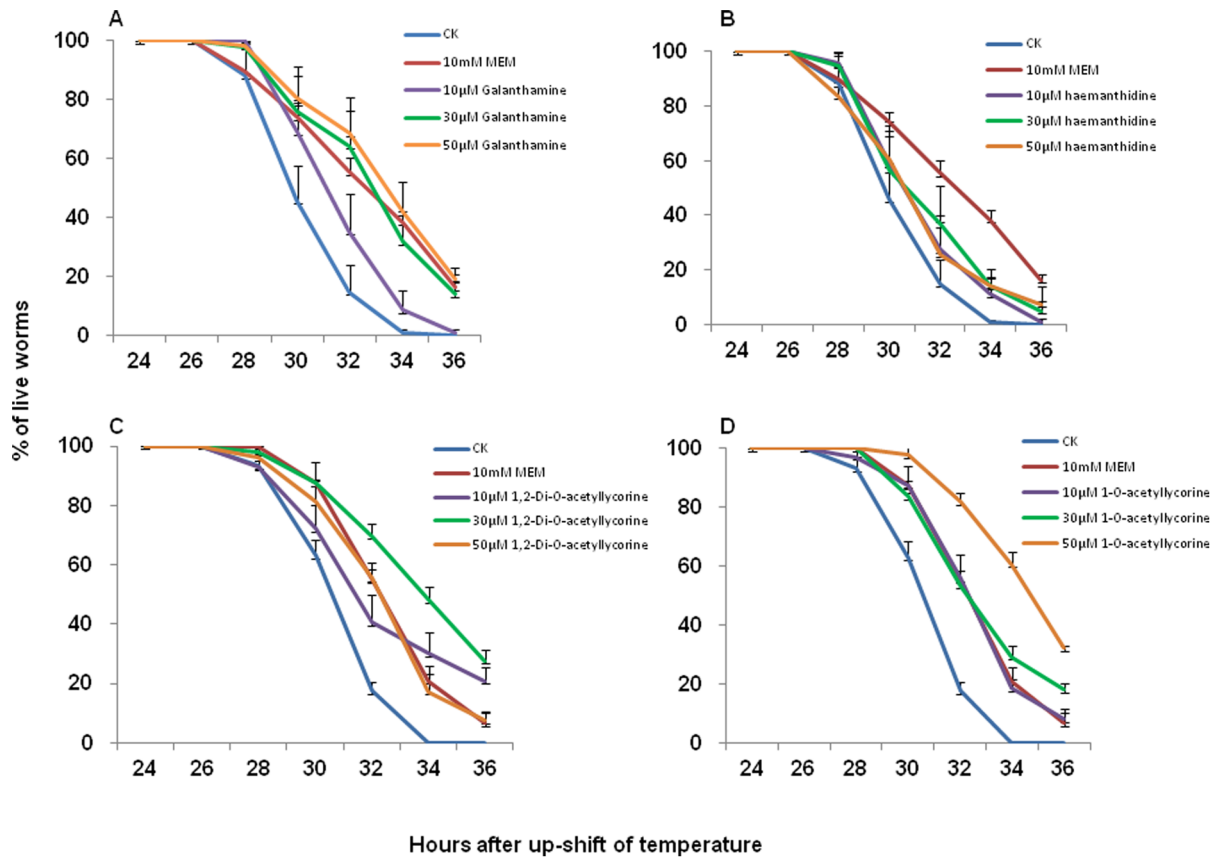 A
CK
10mM MEM
10µM Galanthamine
30µM Galanthamine
50µM Galanthamine
100
80
60
40
20
0
24 26 28 30 32 34 36
B
CK
10mM MEM
10µM haemanthidine
30µM haemanthidine
50µM haemanthidine
100
80
60
40
20
0
24 26 28 30 32 34 36
% of live worms
C
CK
10mM MEM
10µM 1,2-Di-O-acetyllycorine
30µM 1,2-Di-O-acetyllycorine
50µM 1,2-Di-O-acetyllycorine
100
80
60
40
20
0
24 26 28 30 32 34 36
D
CK
10mM MEM
10µM 1-O-acetyllycorine
30µM 1-O-acetyllycorine
50µM 1-O-acetyllycorine
100
80
60
40
20
0
24 26 28 30 32 34 36
Hours after up-shift of temperature